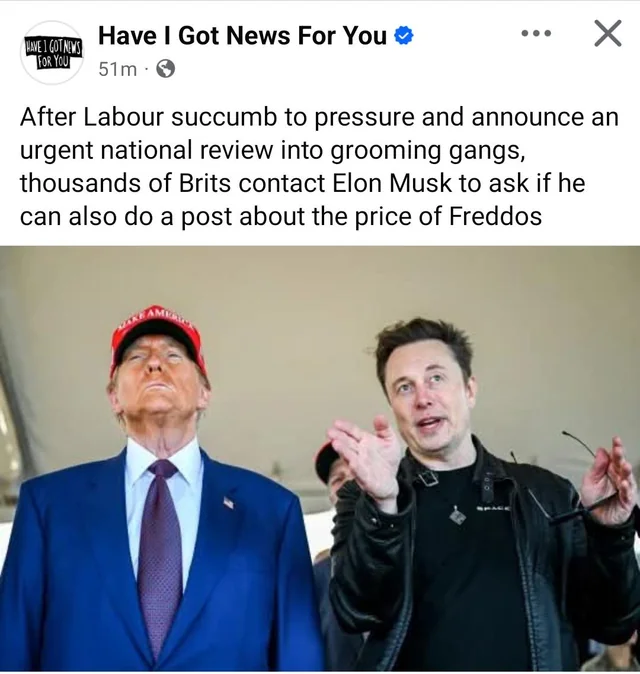 HAVE I GOT NEWS
FOR YOU
Have I Got News For You
51m
After Labour succumb to pressure and announce an
urgent national review into grooming gangs,
thousands of Brits contact Elon Musk to ask if he
can also do a post about the price of Freddos
MAKE AMERICA
SPACE